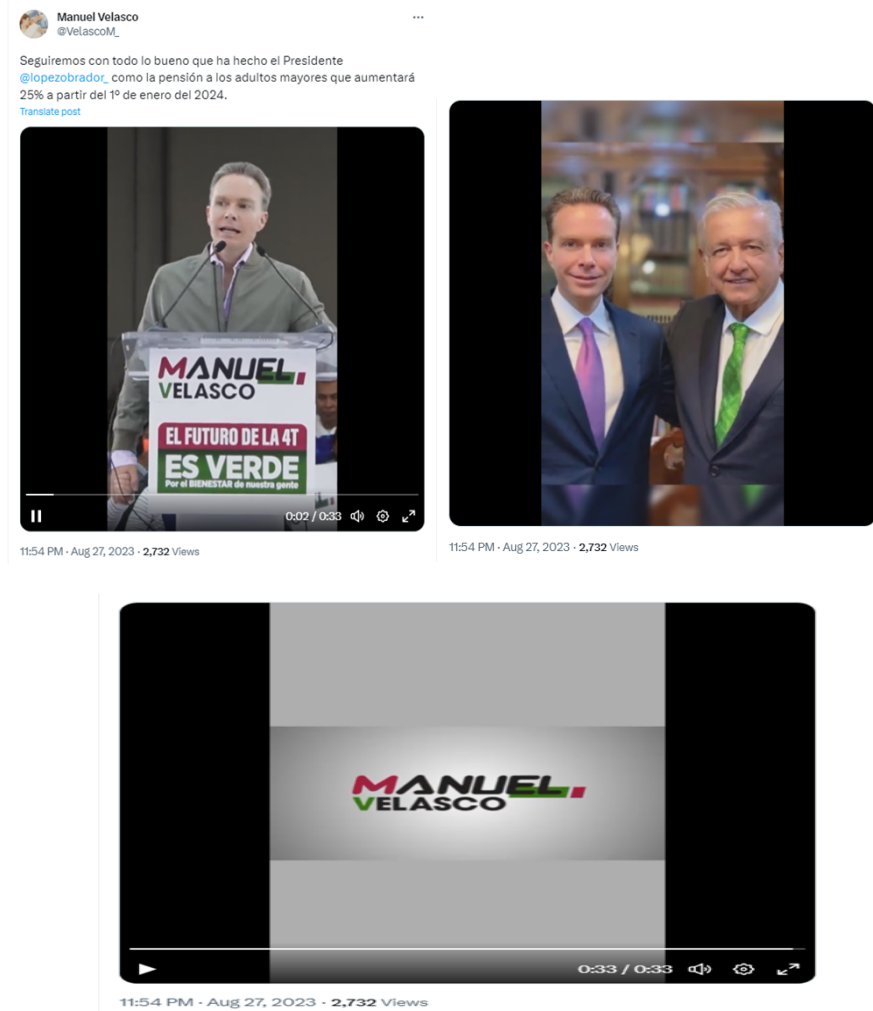 Manuel Velasco
@VelascoM_
Seguiremos con todo lo bueno que ha hecho el Presidente
@lopezobrador_ como la pensión a los adultos mayores que aumentará
25% a partir del 1º de enero del 2024.
Translate post
MANUEL
VELASCO
EL FUTURO DE LA 4T
ES VERDE
Por el BIENESTAR de nuestra gente
0:02 / 0:33
11:54 PM · Aug 27, 2023 · 2,732 Views
11:54 PM · Aug 27, 2023 · 2,732 Views
MANUEL
VELASCO
0:33 / 0:33
11:54 PM · Aug 27, 2023 · 2,732 Views